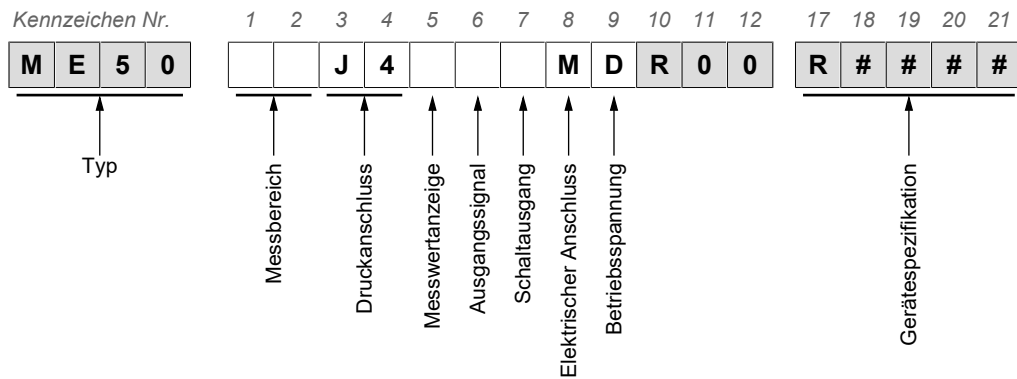 Kennzeichen Nr. 1 2 3 4 5 6 7 8 9 10 11 12 17 18 19 20 21
M E 5 0 J 4 M D R 0 0 R # # # #
Typ
Messbereich
Druckanschluss
Messwertanzeige
Ausgangssignal
Schaltausgang
Elektrischer Anschluss
Betriebsspannung
Gerätespezifikation